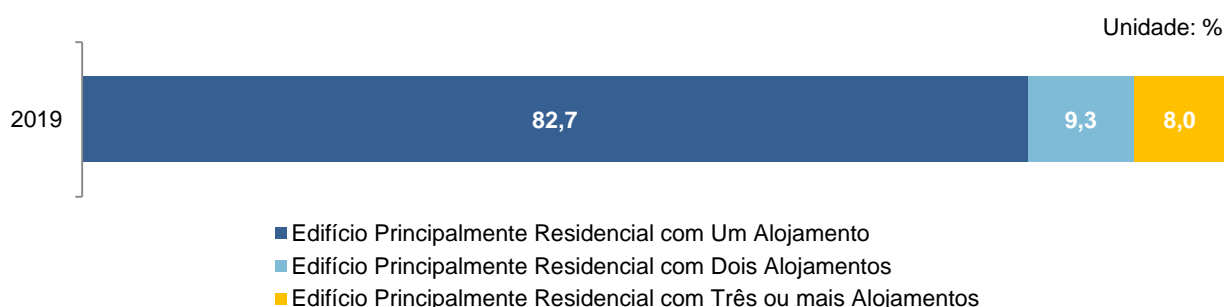 Unidade: %
2019
82,7
9,3
8,0
Edifício Principalmente Residencial com Um Alojamento
Edifício Principalmente Residencial com Dois Alojamentos
Edifício Principalmente Residencial com Três ou mais Alojamentos